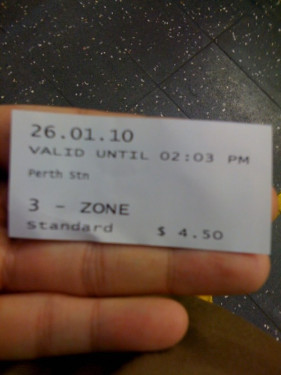 26.01.10
VALID UNTIL 02:03 PM
Perth Stn
3 - ZONE
Standard $ 4.50